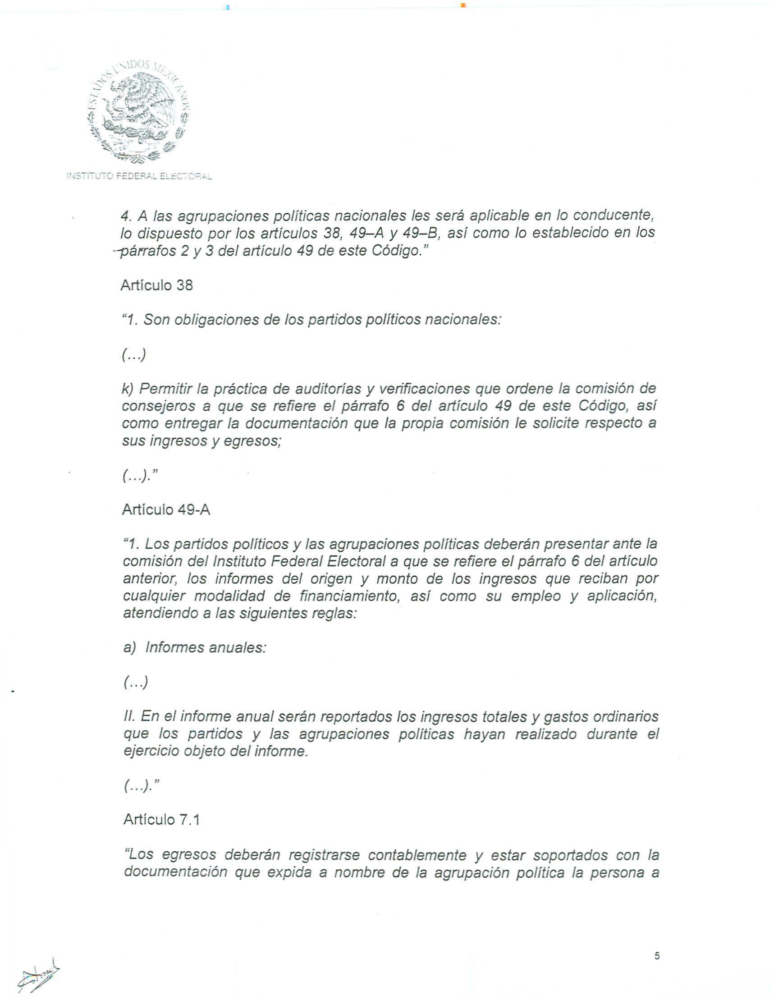 ESTADOS UNIDOS MEXICANOS
INSTITUTO FEDERAL ELECTORAL
4. A las agrupaciones políticas nacionales les será aplicable en lo conducente,
lo dispuesto por los artículos 38, 49–A y 49–B, así como lo establecido en los
párrafos 2 y 3 del artículo 49 de este Código.”
Artículo 38
“1. Son obligaciones de los partidos políticos nacionales:
(...)
k) Permitir la práctica de auditorías y verificaciones que ordene la comisión de
consejeros a que se refiere el párrafo 6 del artículo 49 de este Código, así
como entregar la documentación que la propia comisión le solicite respecto a
sus ingresos y egresos;
(...).”
Artículo 49-A
“1. Los partidos políticos y las agrupaciones políticas deberán presentar ante la
comisión del Instituto Federal Electoral a que se refiere el párrafo 6 del artículo
anterior, los informes del origen y monto de los ingresos que reciban por
cualquier modalidad de financiamiento, así como su empleo y aplicación,
atendiendo a las siguientes reglas:
a) Informes anuales:
(...)
II. En el informe anual serán reportados los ingresos totales y gastos ordinarios
que los partidos y las agrupaciones políticas hayan realizado durante el
ejercicio objeto del informe.
(...).”
Artículo 7.1
“Los egresos deberán registrarse contablemente y estar soportados con la
documentación que expida a nombre de la agrupación política la persona a
5